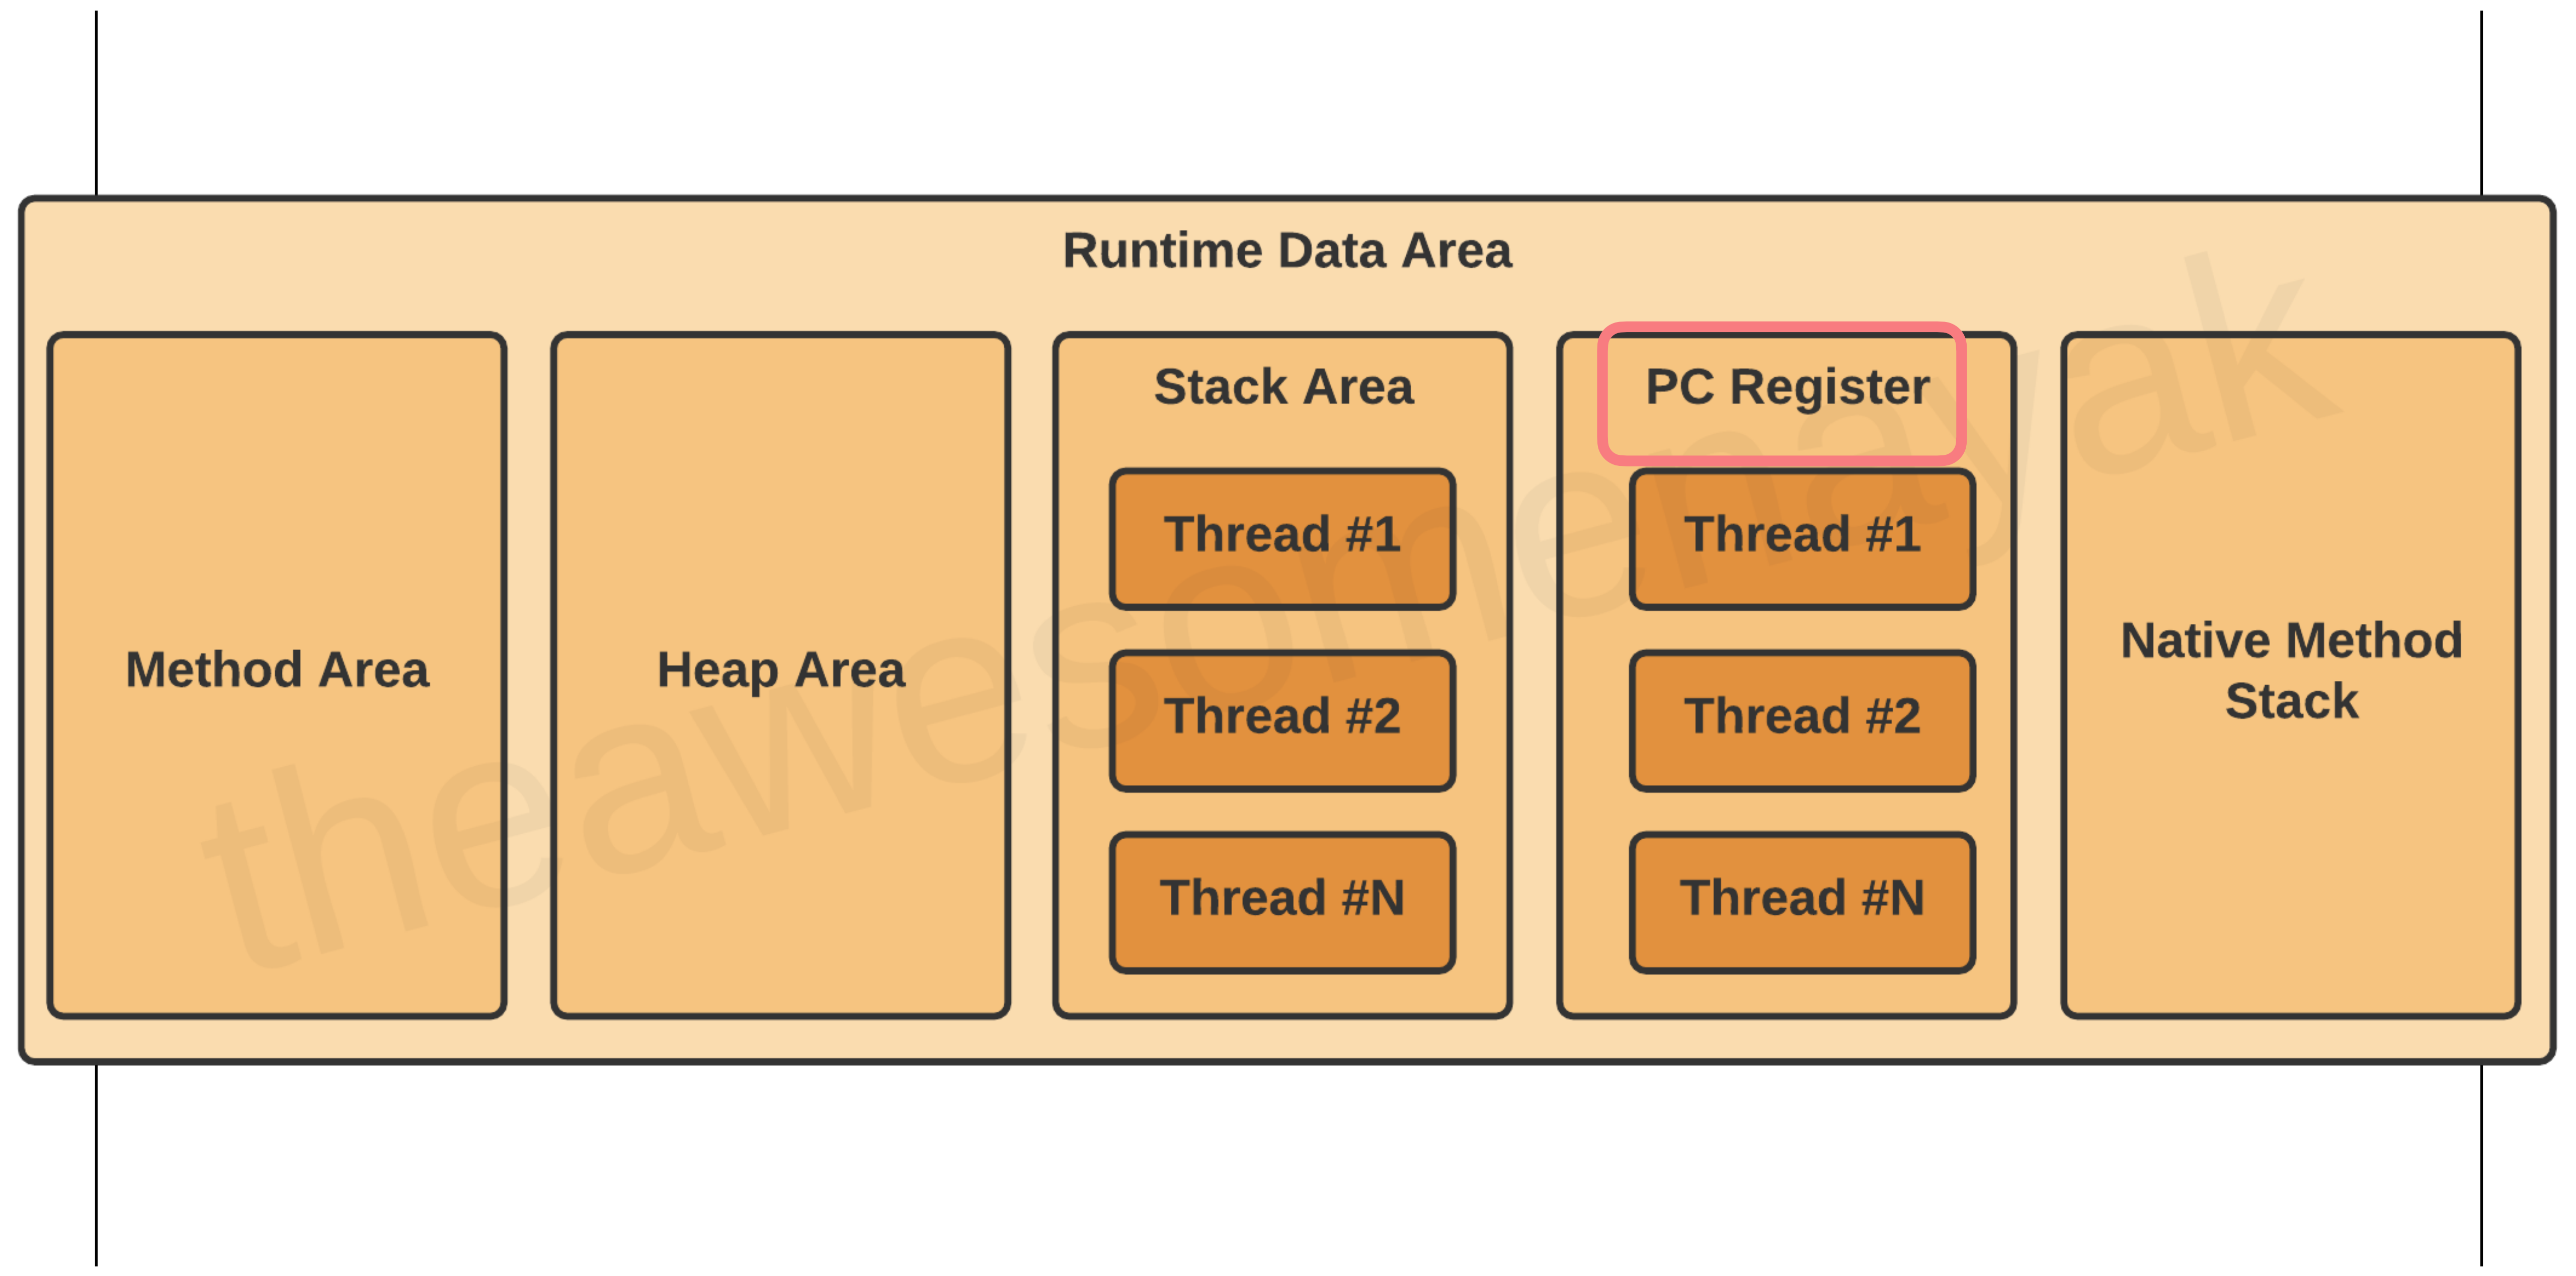 Runtime Data Area
Method Area
Heap Area
Stack Area
Thread #1
Thread #2
Thread #N
PC Register
Thread #1
Thread #2
Thread #N
Native Method
Stack
theawesomenayak